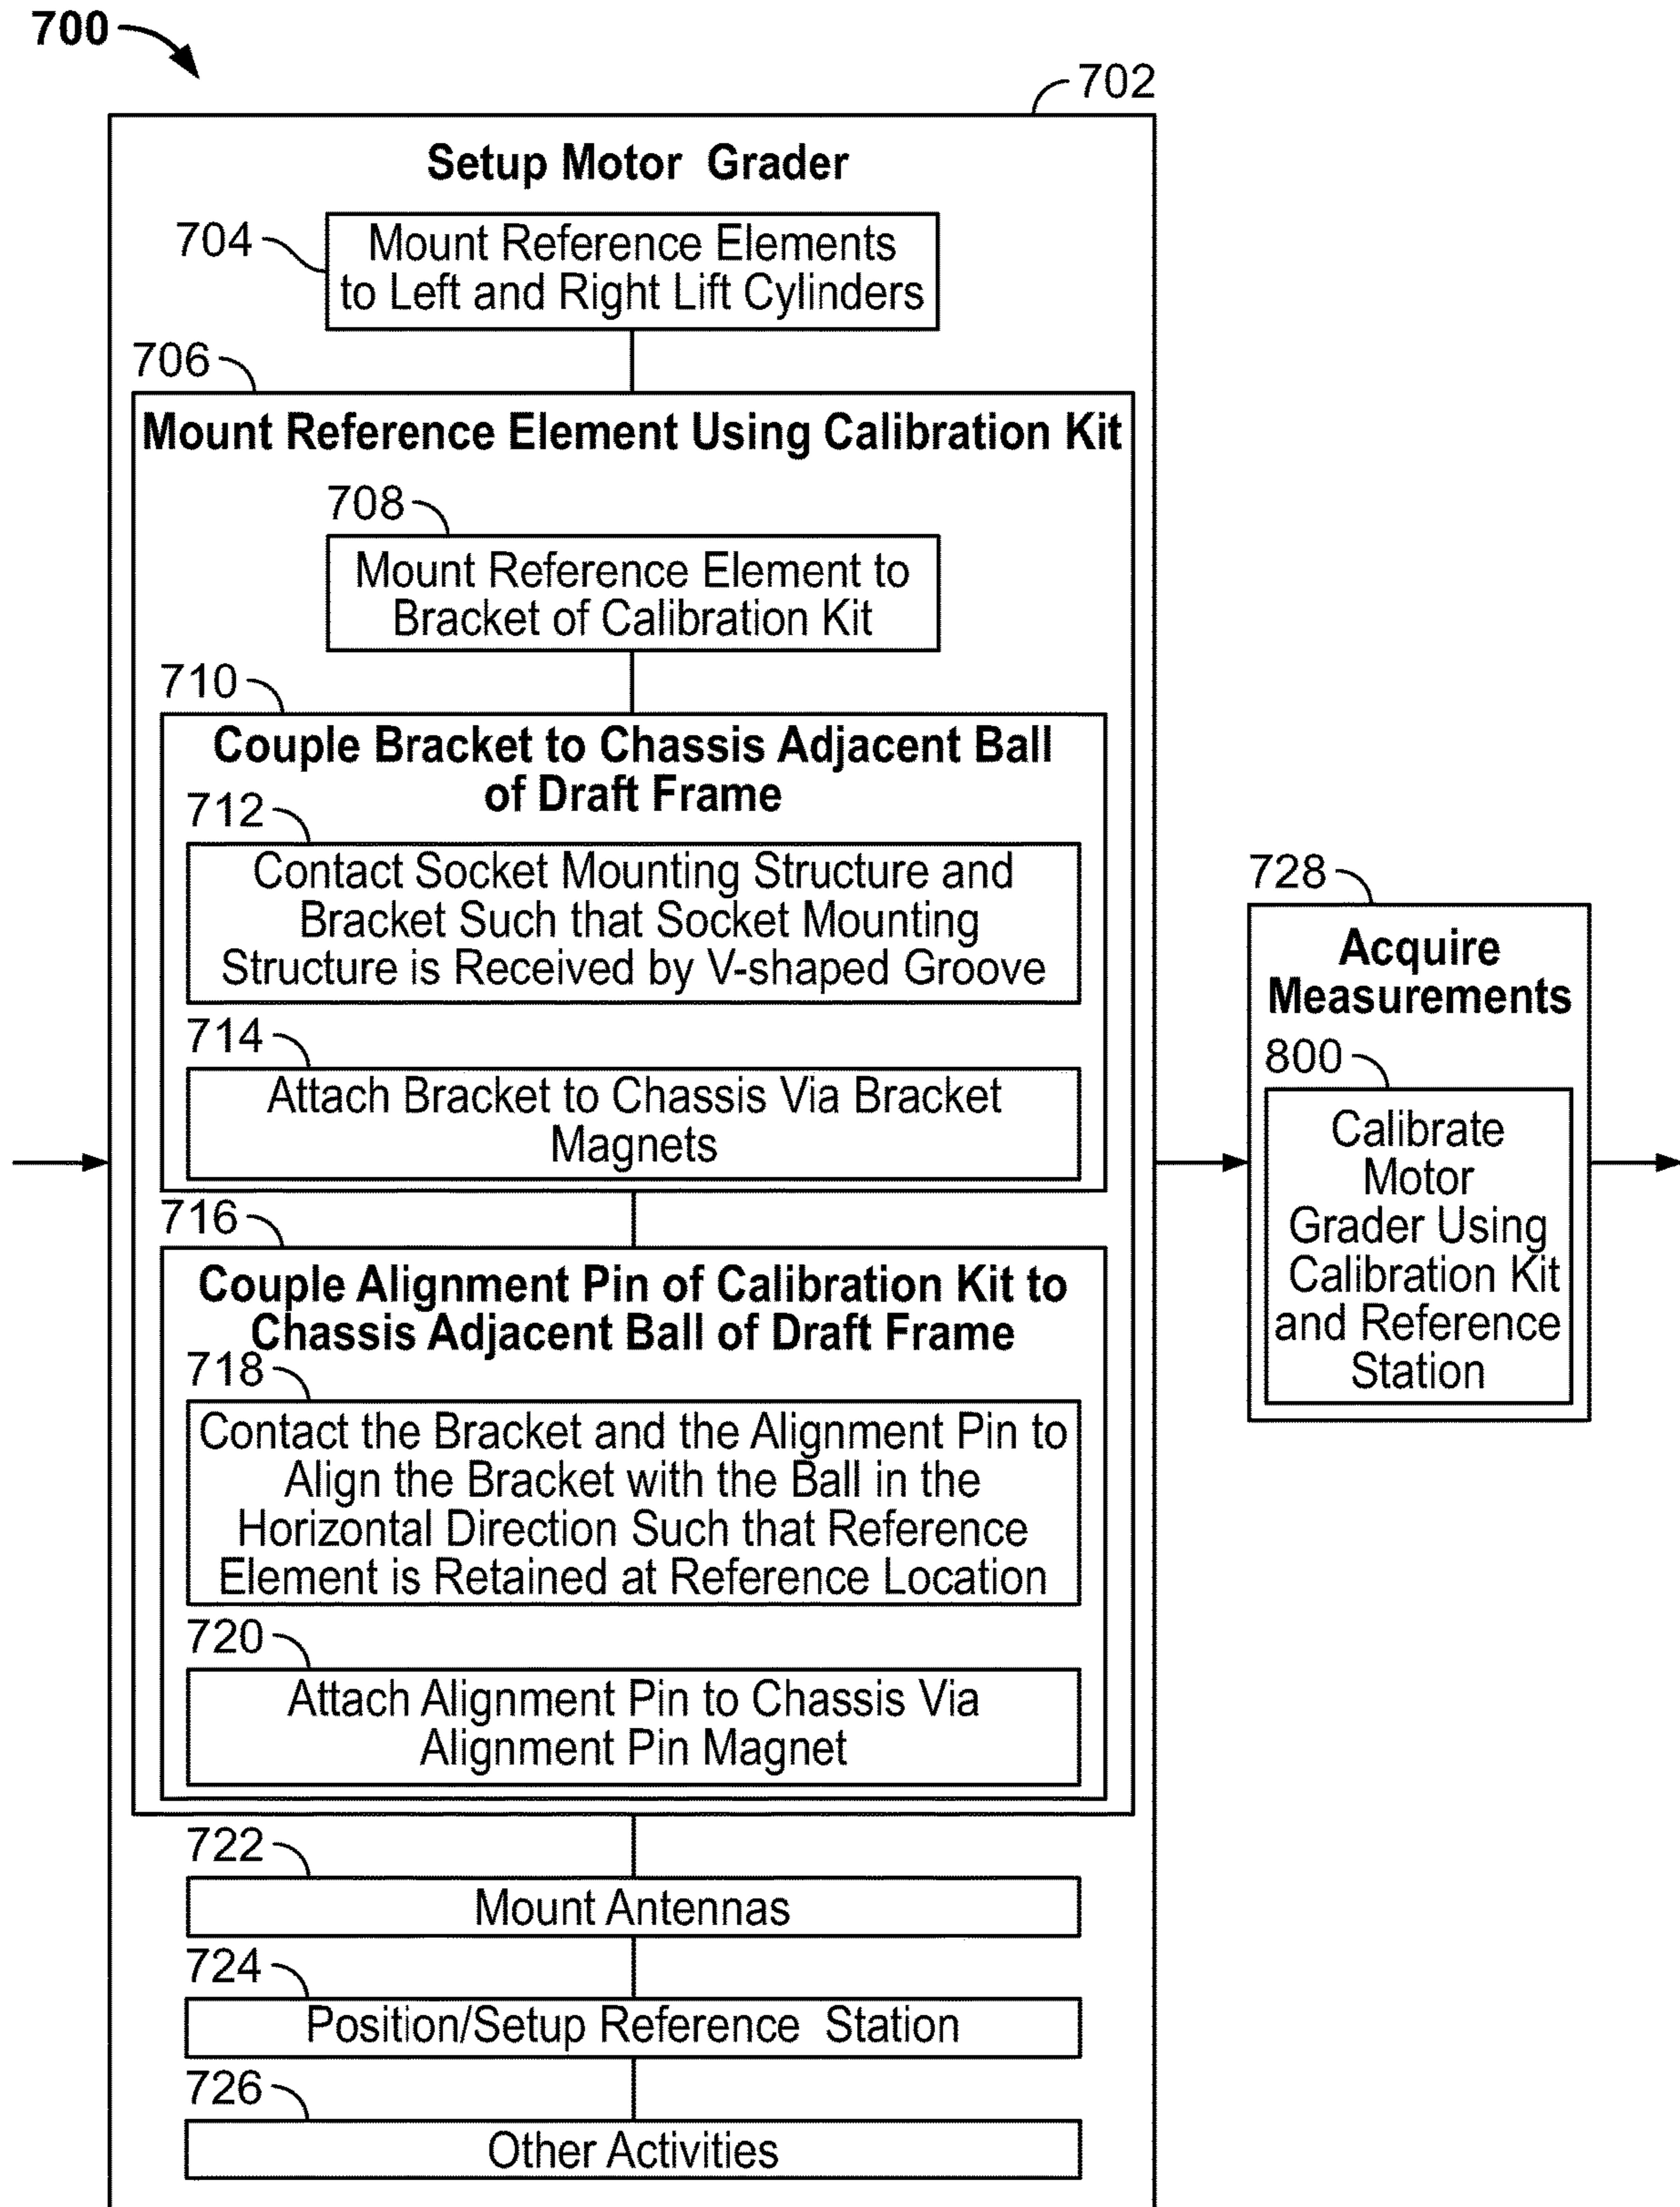 700
702
Setup Motor Grader
704
Mount Reference Elements
to Left and Right Lift Cylinders
706
Mount Reference Element Using Calibration Kit
708
Mount Reference Element to
Bracket of Calibration Kit
710
Couple Bracket to Chassis Adjacent Ball
of Draft Frame
712
Contact Socket Mounting Structure and
Bracket Such that Socket Mounting
Structure is Received by V-shaped Groove
714
Attach Bracket to Chassis Via Bracket
Magnets
716
Couple Alignment Pin of Calibration Kit to
Chassis Adjacent Ball of Draft Frame
718
Contact the Bracket and the Alignment Pin to
Align the Bracket with the Ball in the
Horizontal Direction Such that Reference
Element is Retained at Reference Location
720
Attach Alignment Pin to Chassis Via
Alignment Pin Magnet
722
Mount Antennas
724
Position/Setup Reference Station
726
Other Activities
728
Acquire
Measurements
800
Calibrate
Motor
Grader Using
Calibration Kit
and Reference
Station